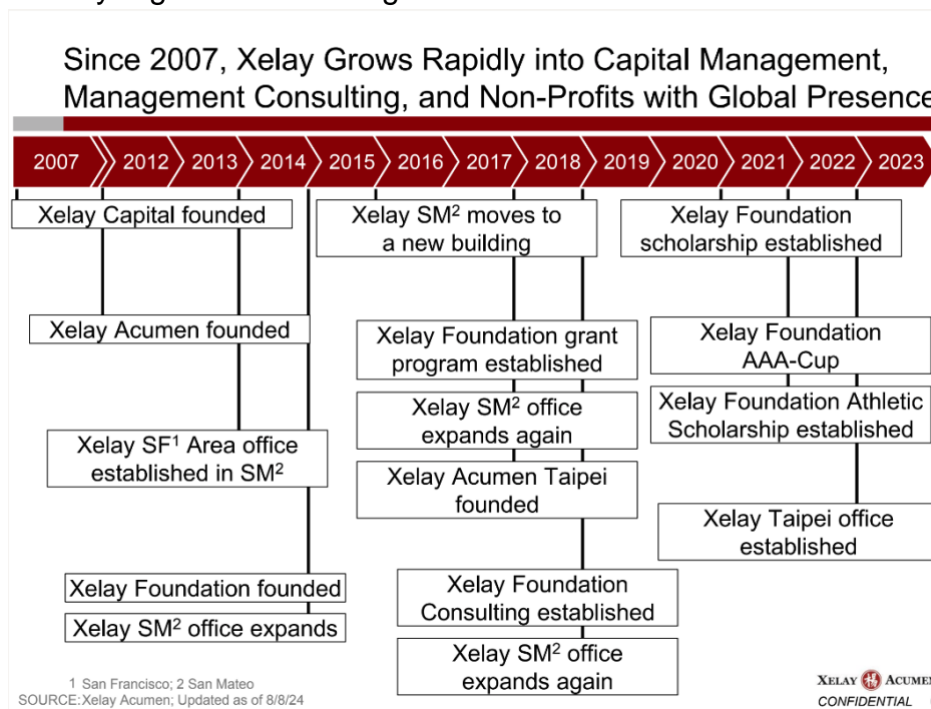 Since 2007, Xelay Grows Rapidly into Capital Management,
Management Consulting, and Non-Profits with Global Presence
2007 2012 2013 2014 2015 2016 2017 2018 2019 2020 2021 2022 2023
Xelay Capital founded
Xelay SM² moves to
a new building
Xelay Foundation
scholarship established
Xelay Acumen founded
Xelay Foundation grant
program established
Xelay Foundation
AAA-Cup
Xelay SM² office
expands again
Xelay Foundation Athletic
Scholarship established
Xelay SF¹ Area office
established in SM²
Xelay Acumen Taipei
founded
Xelay Taipei office
established
Xelay Foundation founded
Xelay Foundation
Consulting established
Xelay SM² office expands
Xelay SM² office
expands again
1 San Francisco; 2 San Mateo
SOURCE: Xelay Acumen; Updated as of 8/8/24
XELAY ACUMEN
CONFIDENTIAL